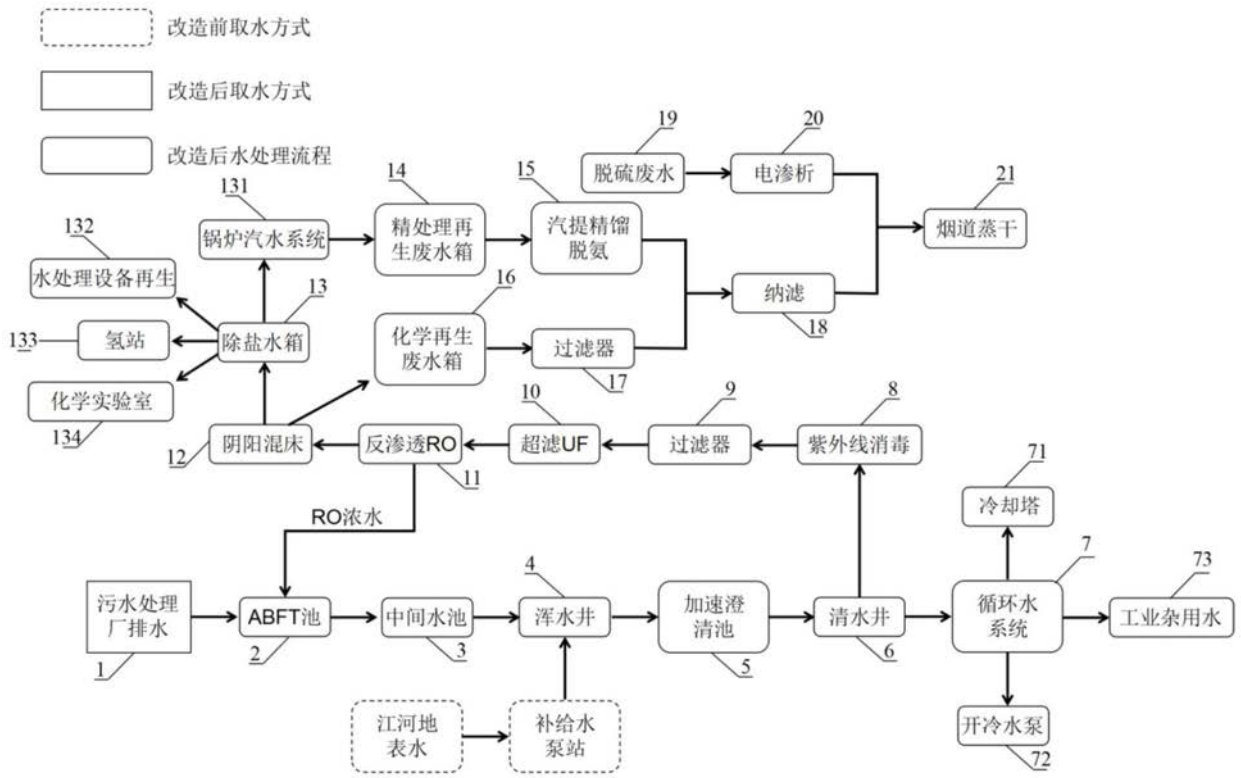 改造前取水方式
改造后取水方式
改造后水处理流程
19
20
脱硫废水
电渗析
21
烟道蒸干
131
14
15
锅炉汽水系统
精处理再
生废水箱
汽提精馏
脱氨
132
水处理设备再生
13
16
纳滤
18
133
氢站
除盐水箱
化学再生
废水箱
过滤器
17
化学实验室
134
12
阴阳混床
反渗透RO
11
10
超滤UF
9
过滤器
8
紫外线消毒
71
冷却塔
RO浓水
4
7
73
污水处理
厂排水
1
ABFT池
2
中间水池
3
浑水井
加速澄
清池
5
清水井
6
循环水
系统
工业杂用水
江河地
表水
补给水
泵站
开冷水泵
72